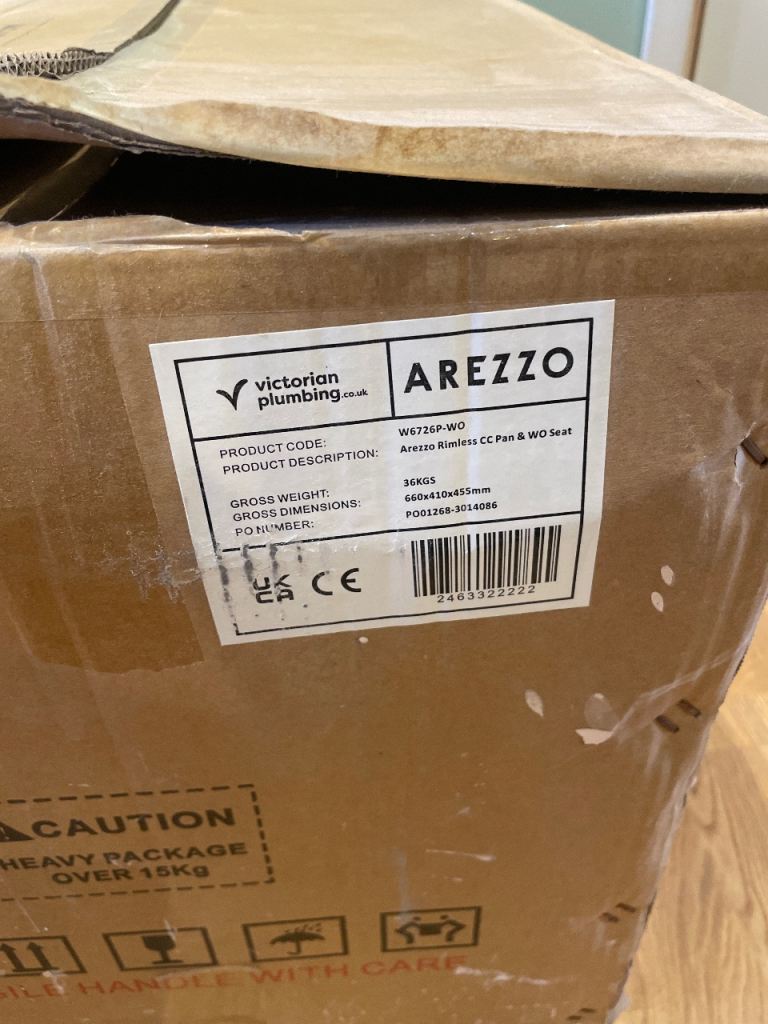 victorian
plumbing.co.uk
AREZZO
PRODUCT CODE: W6726P-WO
PRODUCT DESCRIPTION: Arezzo Rimless CC Pan & WO Seat
GROSS WEIGHT: 36KGS
GROSS DIMENSIONS: 660x410x455mm
PO NUMBER: PO01268-3014086
UK
CA CE
2463322222
CAUTION
HEAVY PACKAGE
OVER 15Kg
HANDLE WITH CARE